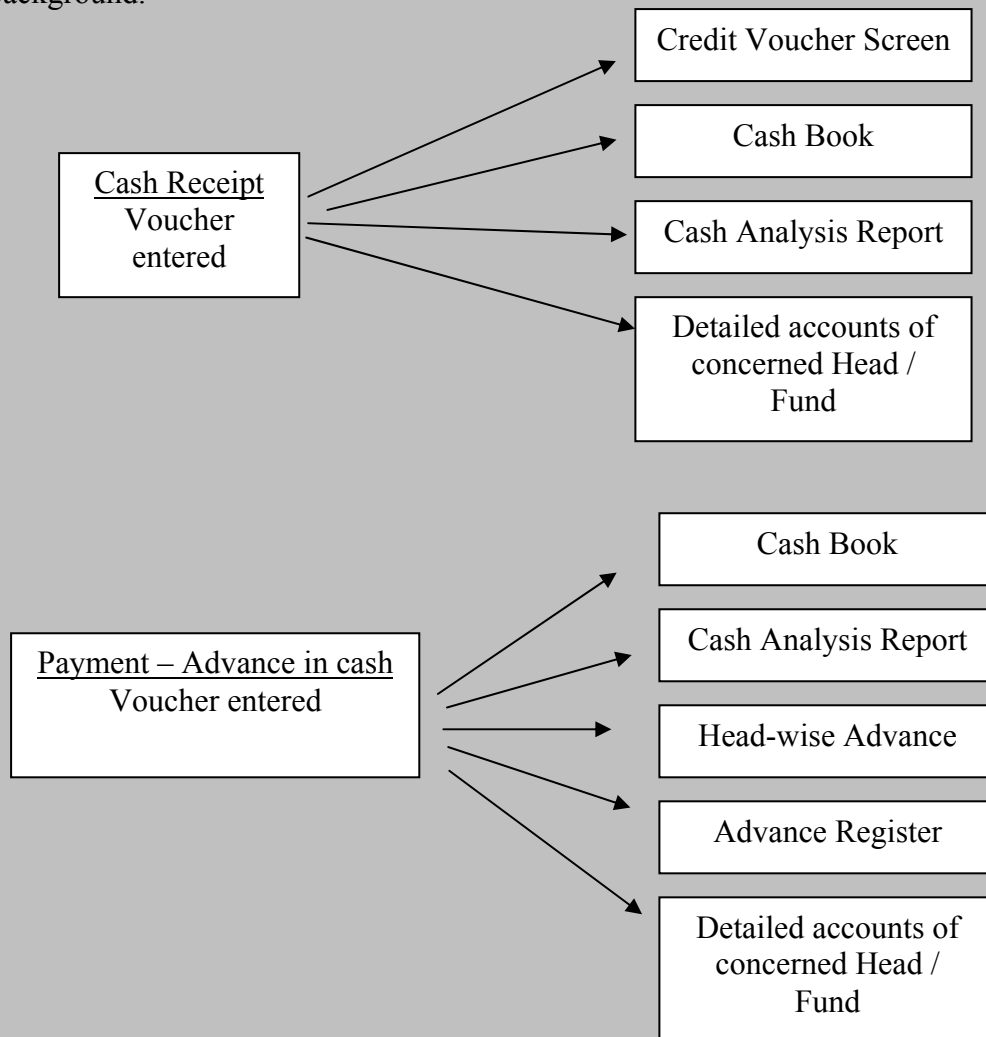 background.
Credit Voucher Screen
Cash Book
Cash Receipt
Voucher
entered
Cash Analysis Report
Detailed accounts of
concerned Head /
Fund
Cash Book
Payment – Advance in cash
Voucher entered
Cash Analysis Report
Head-wise Advance
Advance Register
Detailed accounts of
concerned Head /
Fund